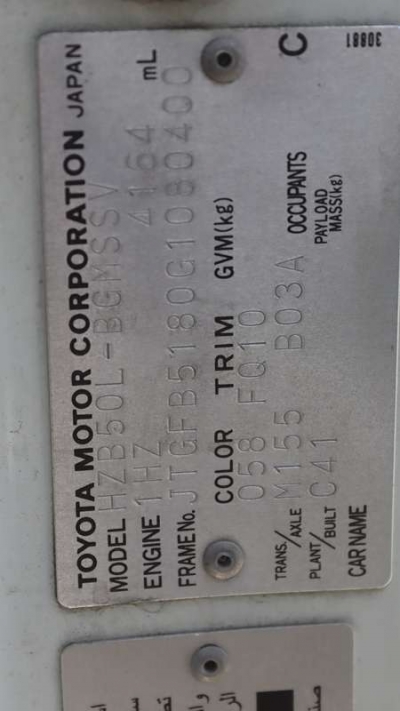 TOYOTA MOTOR CORPORATION JAPAN
MODEL HZB50L-BGMSSV
ENGINE 1HZ 4164 mL
FRAME No. JTGFB5180G1080400
COLOR TRIM GVM(kg)
058 FQ10
TRANS/AXLE M155 B03A
PLANT/BUILT C41
OCCUPANTS
PAYLOAD MASS(kg)
CAR NAME
C
30881